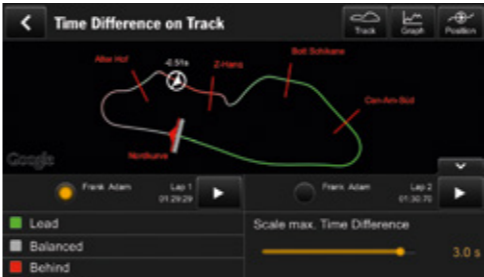 Time Difference on Track
Track
Graph
Position
Alter Hof
-0.51s
Z-Hang
Bolt Schikane
Can-Am-Süd
Nordkurve
Google
Frank Adam
Lap 1
01:29:29
Frank Adam
Lap 2
01:30.70
Lead
Balanced
Behind
Scale max. Time Difference
3.0 s